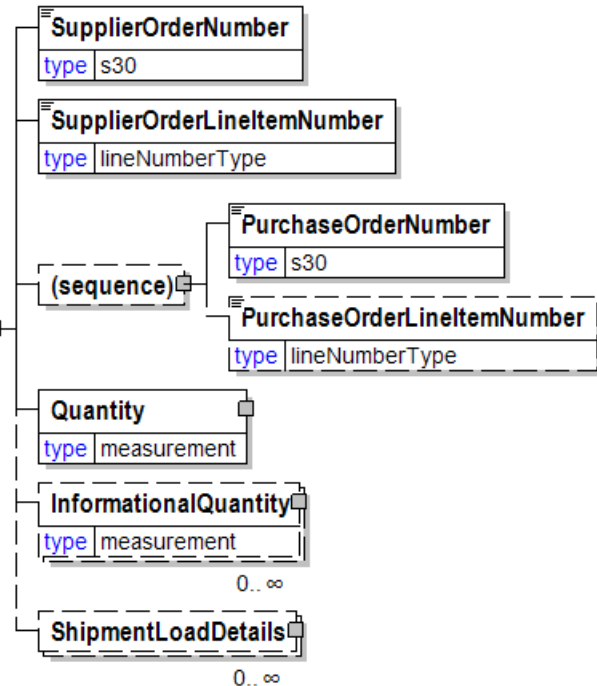 SupplierOrderNumber
type s30
SupplierOrderLineItemNumber
type lineNumberType
(sequence)
PurchaseOrderNumber
type s30
PurchaseOrderLineItemNumber
type lineNumberType
Quantity
type measurement
InformationalQuantity
type measurement
0.. ∞
ShipmentLoadDetails
0.. ∞